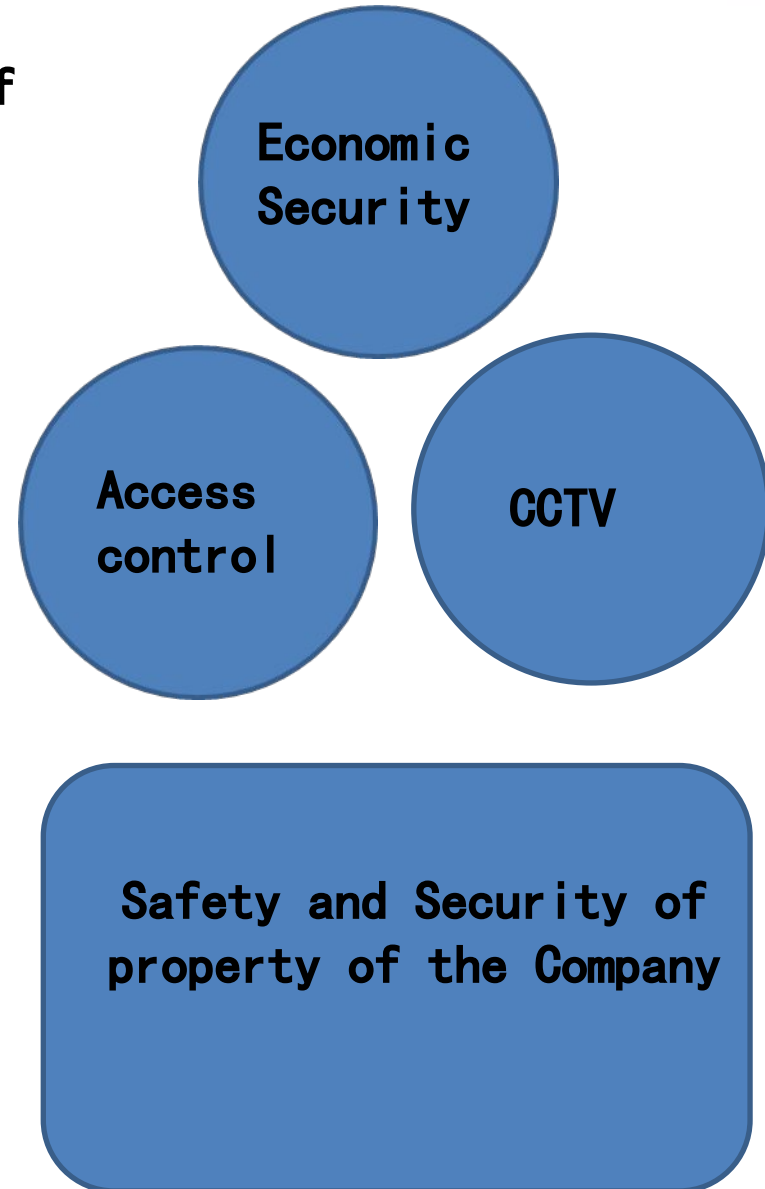 f
Economic
Security
Access
control
CCTV
Safety and Security of
property of the Company